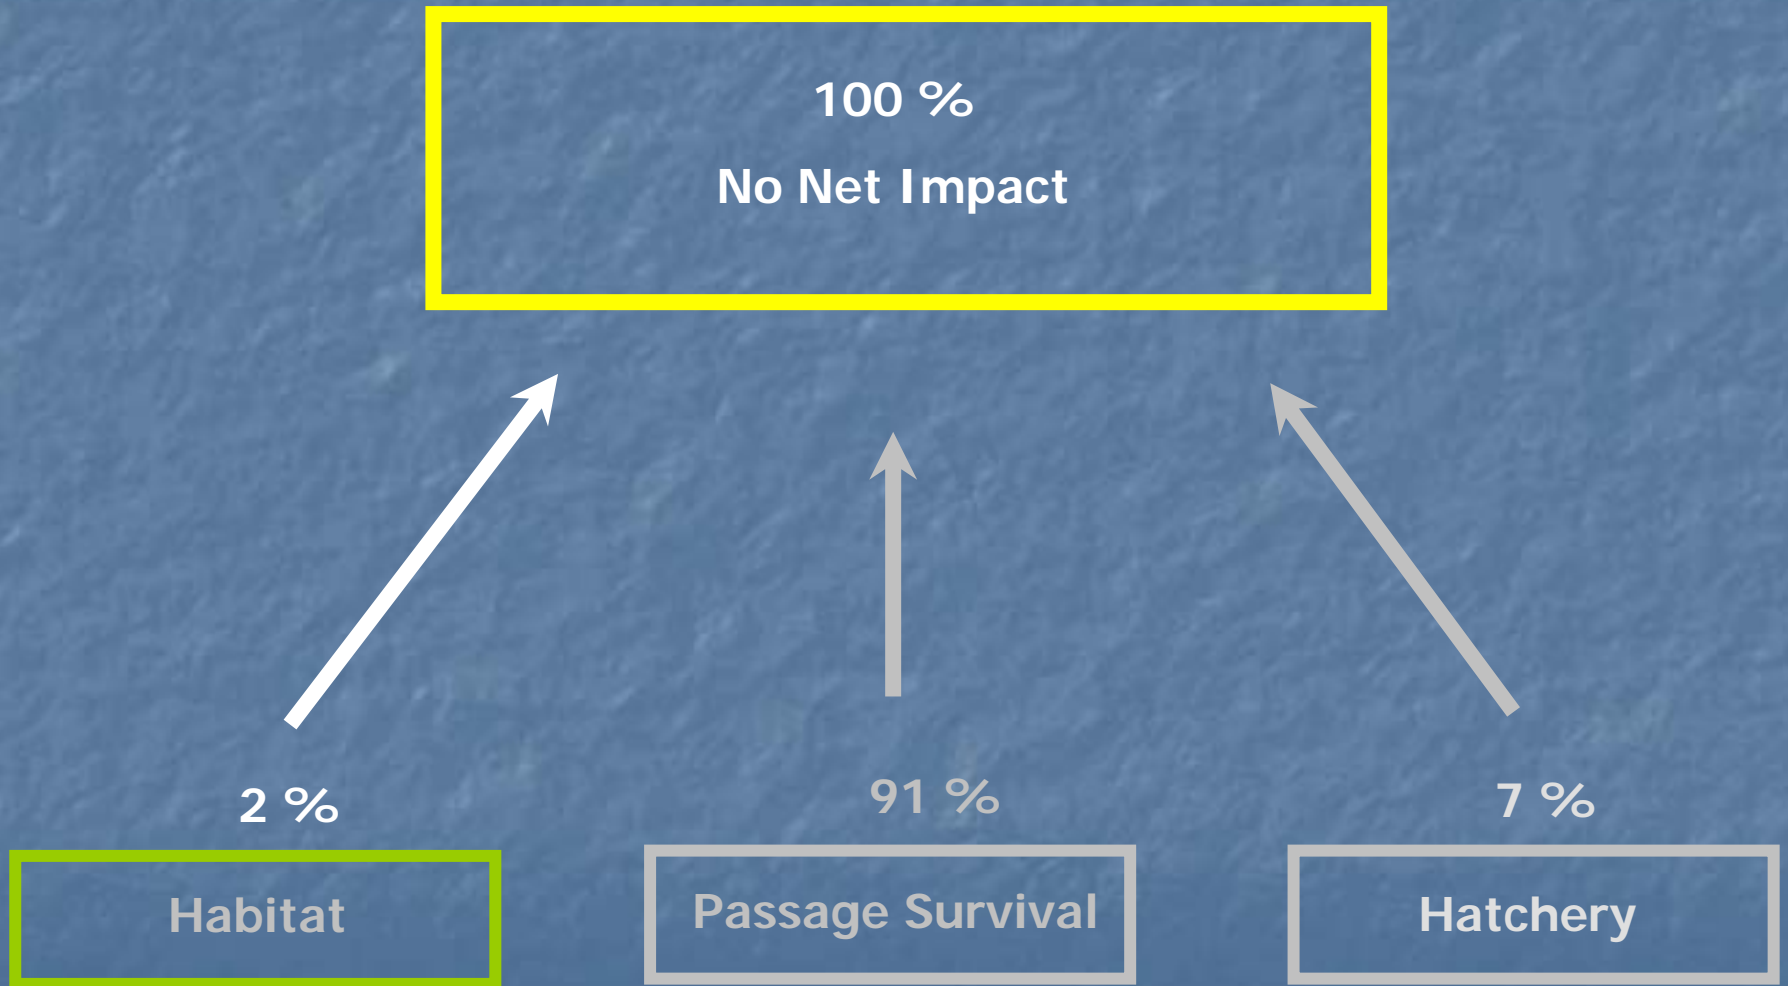 100 %
No Net Impact
2 %
91 %
7 %
Habitat
Passage Survival
Hatchery